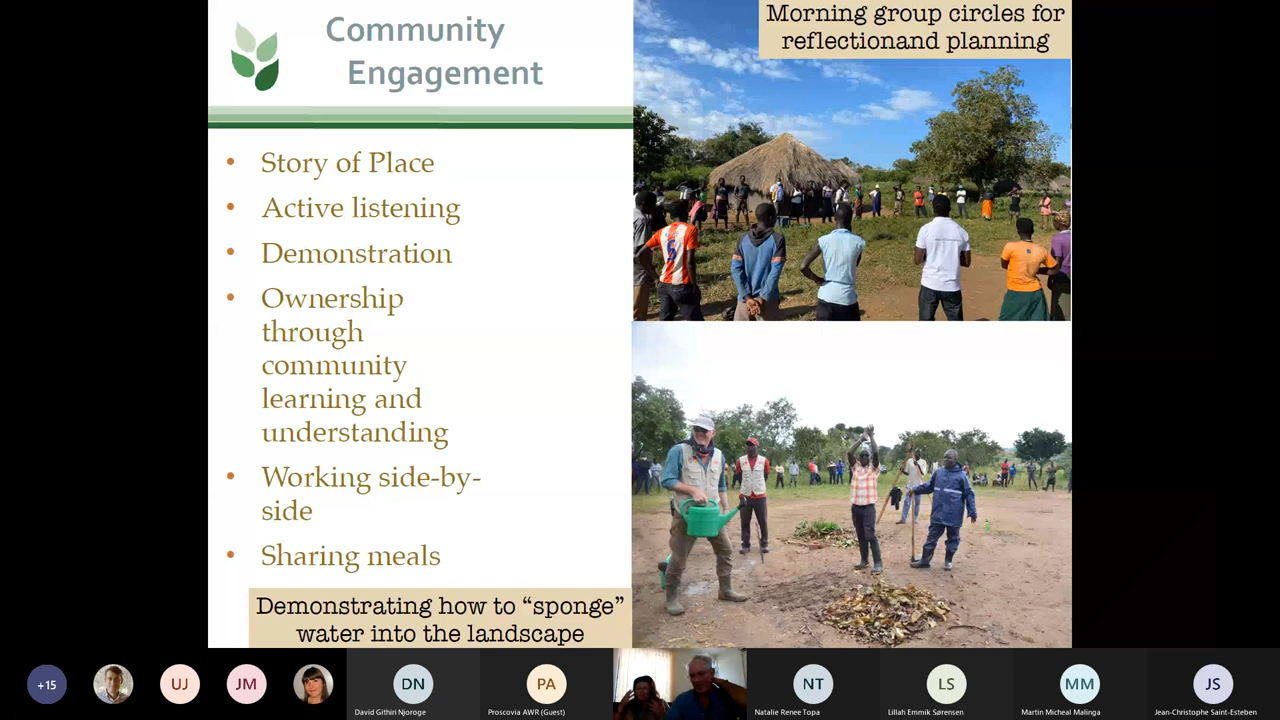 Community
Engagement
• Story of Place
• Active listening
• Demonstration
• Ownership
through
community
learning and
understanding
• Working side-by-
side
• Sharing meals
Demonstrating how to “sponge”
water into the landscape
Morning group circles for
reflectionand planning
+15
UJ
JM
DN
David Githiri Njoroge
PA
Proscovia AWR (Guest)
NT
Natalie Renee Topa
LS
Lillah Emmik Sørensen
MM
Martin Micheal Malinga
JS
Jean-Christophe Saint-Esteben